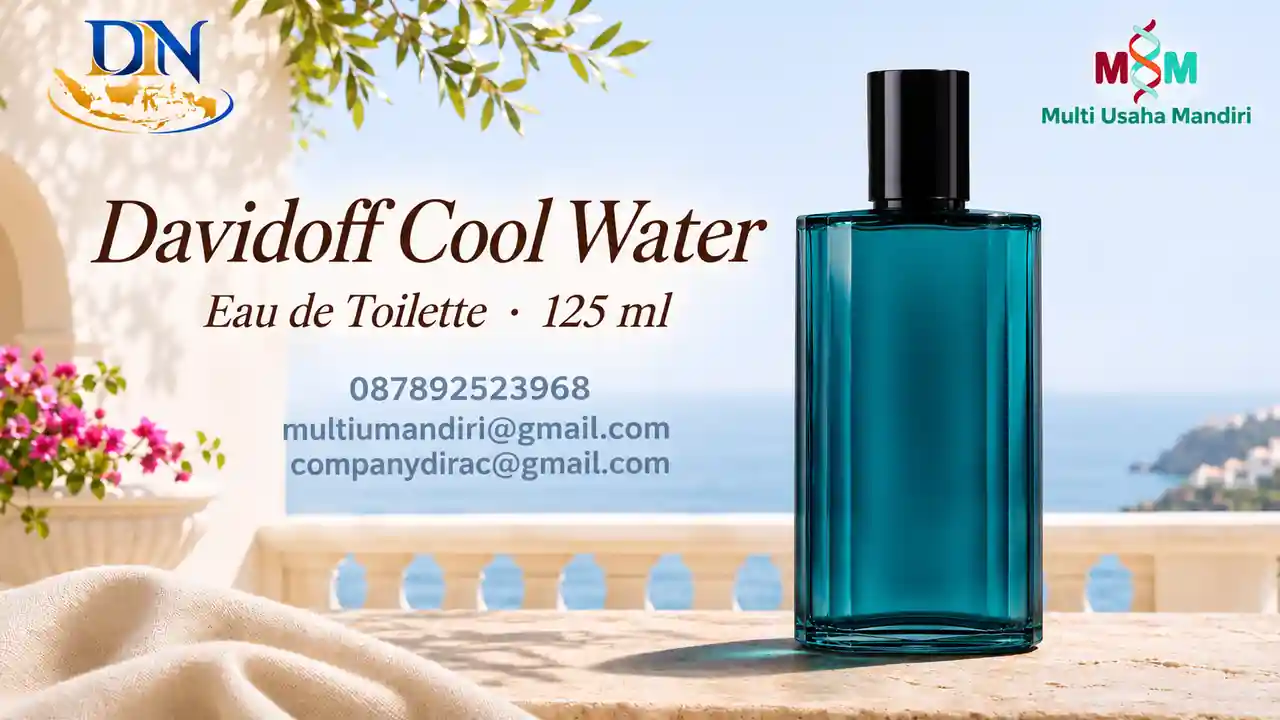 DIN
MSM
Multi Usaha Mandiri
Davidoff Cool Water
Eau de Toilette · 125 ml
087892523968
multiumandiri@gmail.com
companydirac@gmail.com